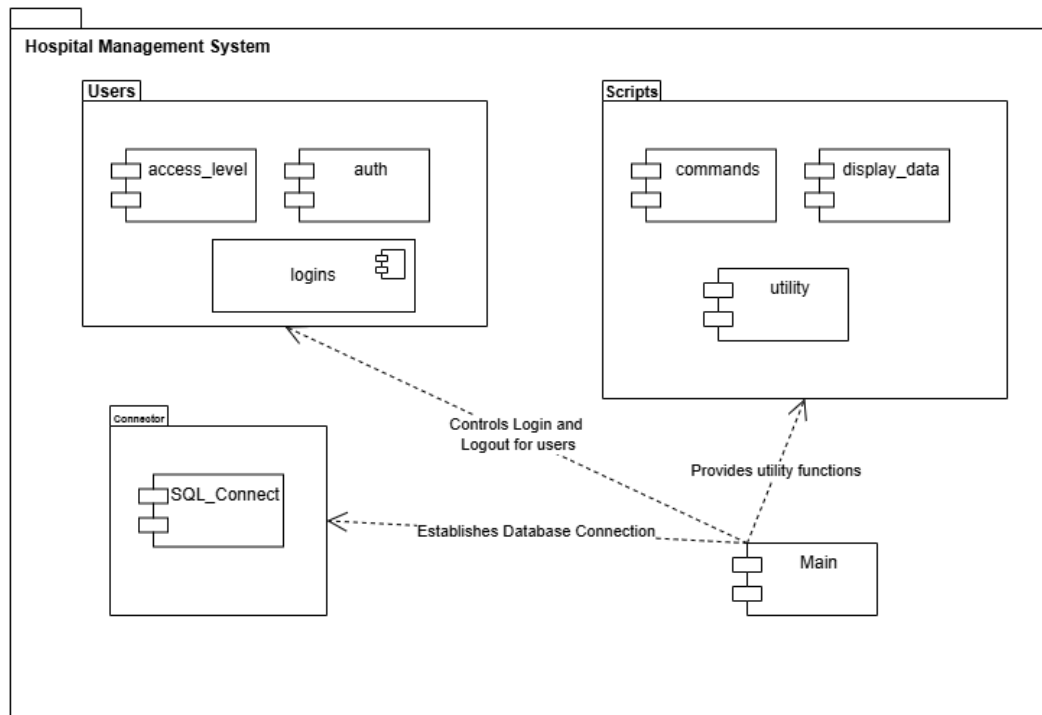 Hospital Management System
Users
access_level
auth
logins
Scripts
commands
display_data
utility
Controls Login and
Logout for users
Provides utility functions
Connector
SQL_Connect
Establishes Database Connection
Main